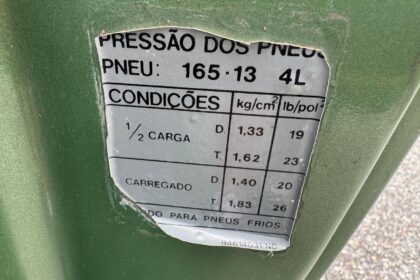 PRESSÃO DOS PNEUS
PNEU: 165·13 4L
CONDIÇÕES kg/cm² lb/pol²
1/2 CARGA D. 1,33 19
T. 1,62 23
CARREGADO D. 1,40 20
T. 1,83 26
DO PARA PNEUS FRIOS